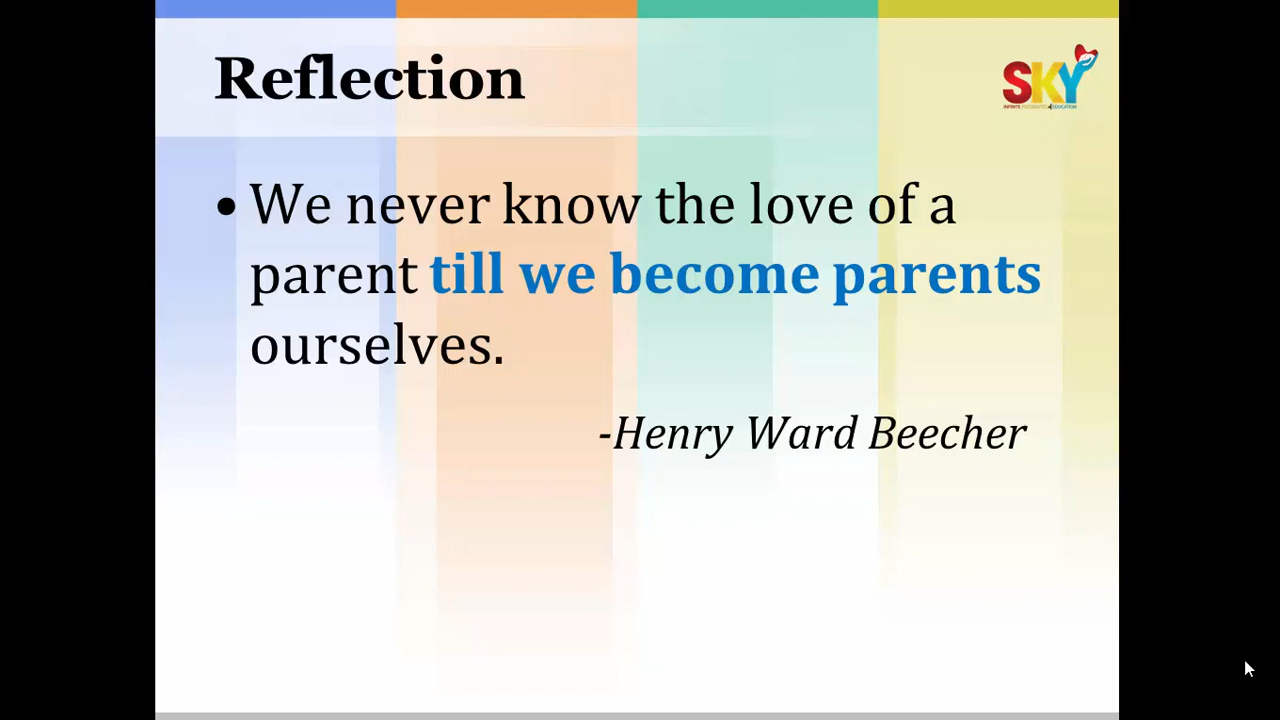 Reflection
SKY
• We never know the love of a
parent till we become parents
ourselves.
-Henry Ward Beecher